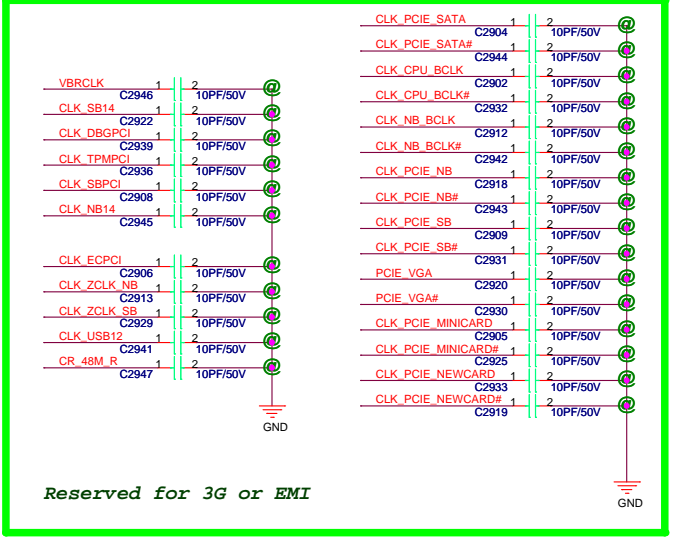 VBRCLK 1 2 @
C2946 10PF/50V
CLK_SB14 1 2 @
C2922 10PF/50V
CLK_DBGPCI 1 2 @
C2939 10PF/50V
CLK_TPMPCI 1 2 @
C2936 10PF/50V
CLK_SBPCI 1 2 @
C2908 10PF/50V
CLK_NB14 1 2 @
C2945 10PF/50V
CLK_ECPCI 1 2 @
C2906 10PF/50V
CLK_ZCLK_NB 1 2 @
C2913 10PF/50V
CLK_ZCLK_SB 1 2 @
C2929 10PF/50V
CLK_USB12 1 2 @
C2941 10PF/50V
CR_48M_R 1 2 @
C2947 10PF/50V
GND
Reserved for 3G or EMI
CLK_PCIE_SATA 1 2 @
C2904 10PF/50V
CLK_PCIE_SATA# 1 2 @
C2944 10PF/50V
CLK_CPU_BCLK 1 2 @
C2902 10PF/50V
CLK_CPU_BCLK# 1 2 @
C2932 10PF/50V
CLK_NB_BCLK 1 2 @
C2912 10PF/50V
CLK_NB_BCLK# 1 2 @
C2942 10PF/50V
CLK_PCIE_NB 1 2 @
C2918 10PF/50V
CLK_PCIE_NB# 1 2 @
C2943 10PF/50V
CLK_PCIE_SB 1 2 @
C2909 10PF/50V
CLK_PCIE_SB# 1 2 @
C2931 10PF/50V
PCIE_VGA 1 2 @
C2920 10PF/50V
PCIE_VGA# 1 2 @
C2930 10PF/50V
CLK_PCIE_MINICARD 1 2 @
C2905 10PF/50V
CLK_PCIE_MINICARD# 1 2 @
C2925 10PF/50V
CLK_PCIE_NEWCARD 1 2 @
C2933 10PF/50V
CLK_PCIE_NEWCARD# 1 2 @
C2919 10PF/50V
GND